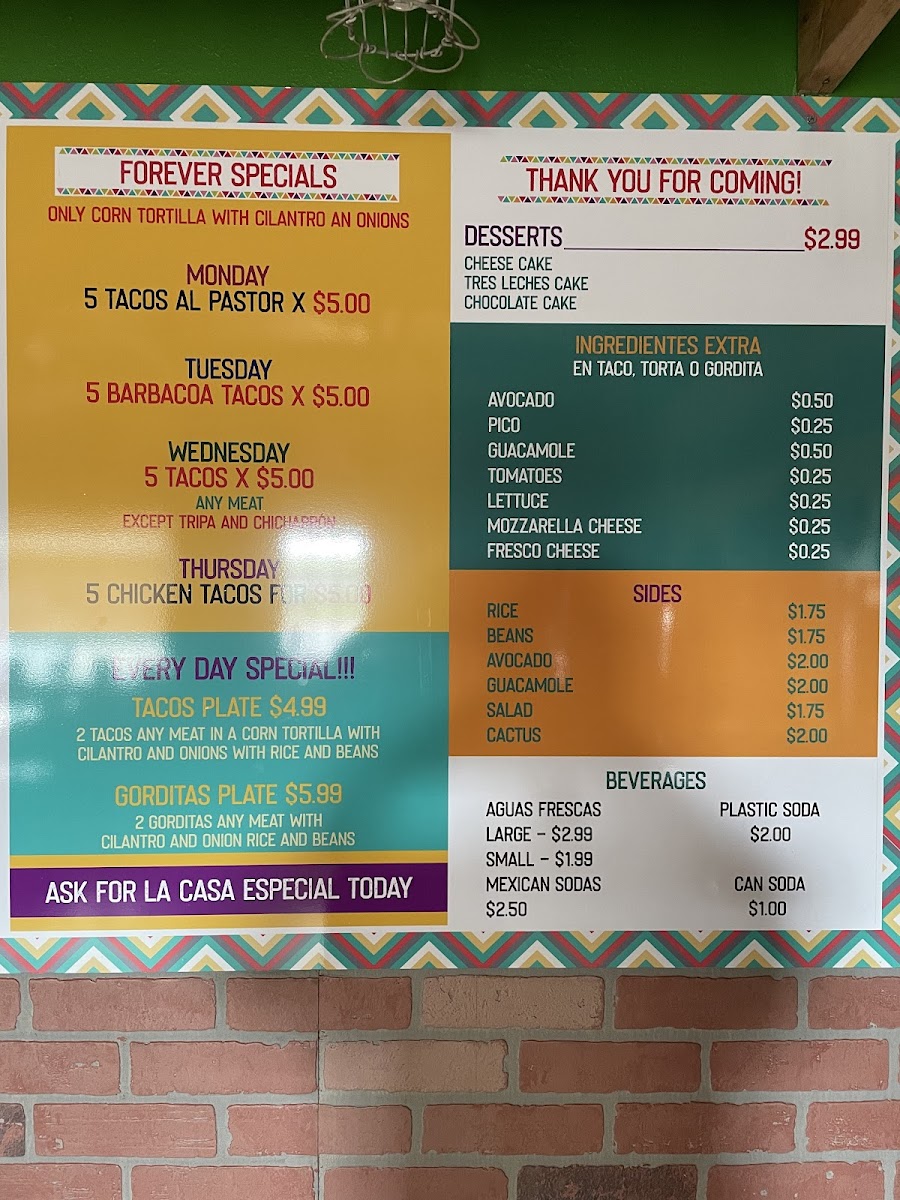 FOREVER SPECIALS
ONLY CORN TORTILLA WITH CILANTRO AN ONIONS
MONDAY
5 TACOS AL PASTOR X $5.00
TUESDAY
5 BARBACOA TACOS X $5.00
WEDNESDAY
5 TACOS X $5.00
ANY MEAT
EXCEPT TRIPA AND CHICHARRÓN
THURSDAY
5 CHICKEN TACOS FOR $5.00
EVERY DAY SPECIAL!!!
TACOS PLATE $4.99
2 TACOS ANY MEAT IN A CORN TORTILLA WITH
CILANTRO AND ONIONS WITH RICE AND BEANS
GORDITAS PLATE $5.99
2 GORDITAS ANY MEAT WITH
CILANTRO AND ONION RICE AND BEANS
ASK FOR LA CASA ESPECIAL TODAY
THANK YOU FOR COMING!
DESSERTS $2.99
CHEESE CAKE
TRES LECHES CAKE
CHOCOLATE CAKE
INGREDIENTES EXTRA
EN TACO, TORTA O GORDITA
AVOCADO $0.50
PICO $0.25
GUACAMOLE $0.50
TOMATOES $0.25
LETTUCE $0.25
MOZZARELLA CHEESE $0.25
FRESCO CHEESE $0.25
SIDES
RICE $1.75
BEANS $1.75
AVOCADO $2.00
GUACAMOLE $2.00
SALAD $1.75
CACTUS $2.00
BEVERAGES
AGUAS FRESCAS
LARGE - $2.99
SMALL - $1.99
MEXICAN SODAS
$2.50
PLASTIC SODA
$2.00
CAN SODA
$1.00